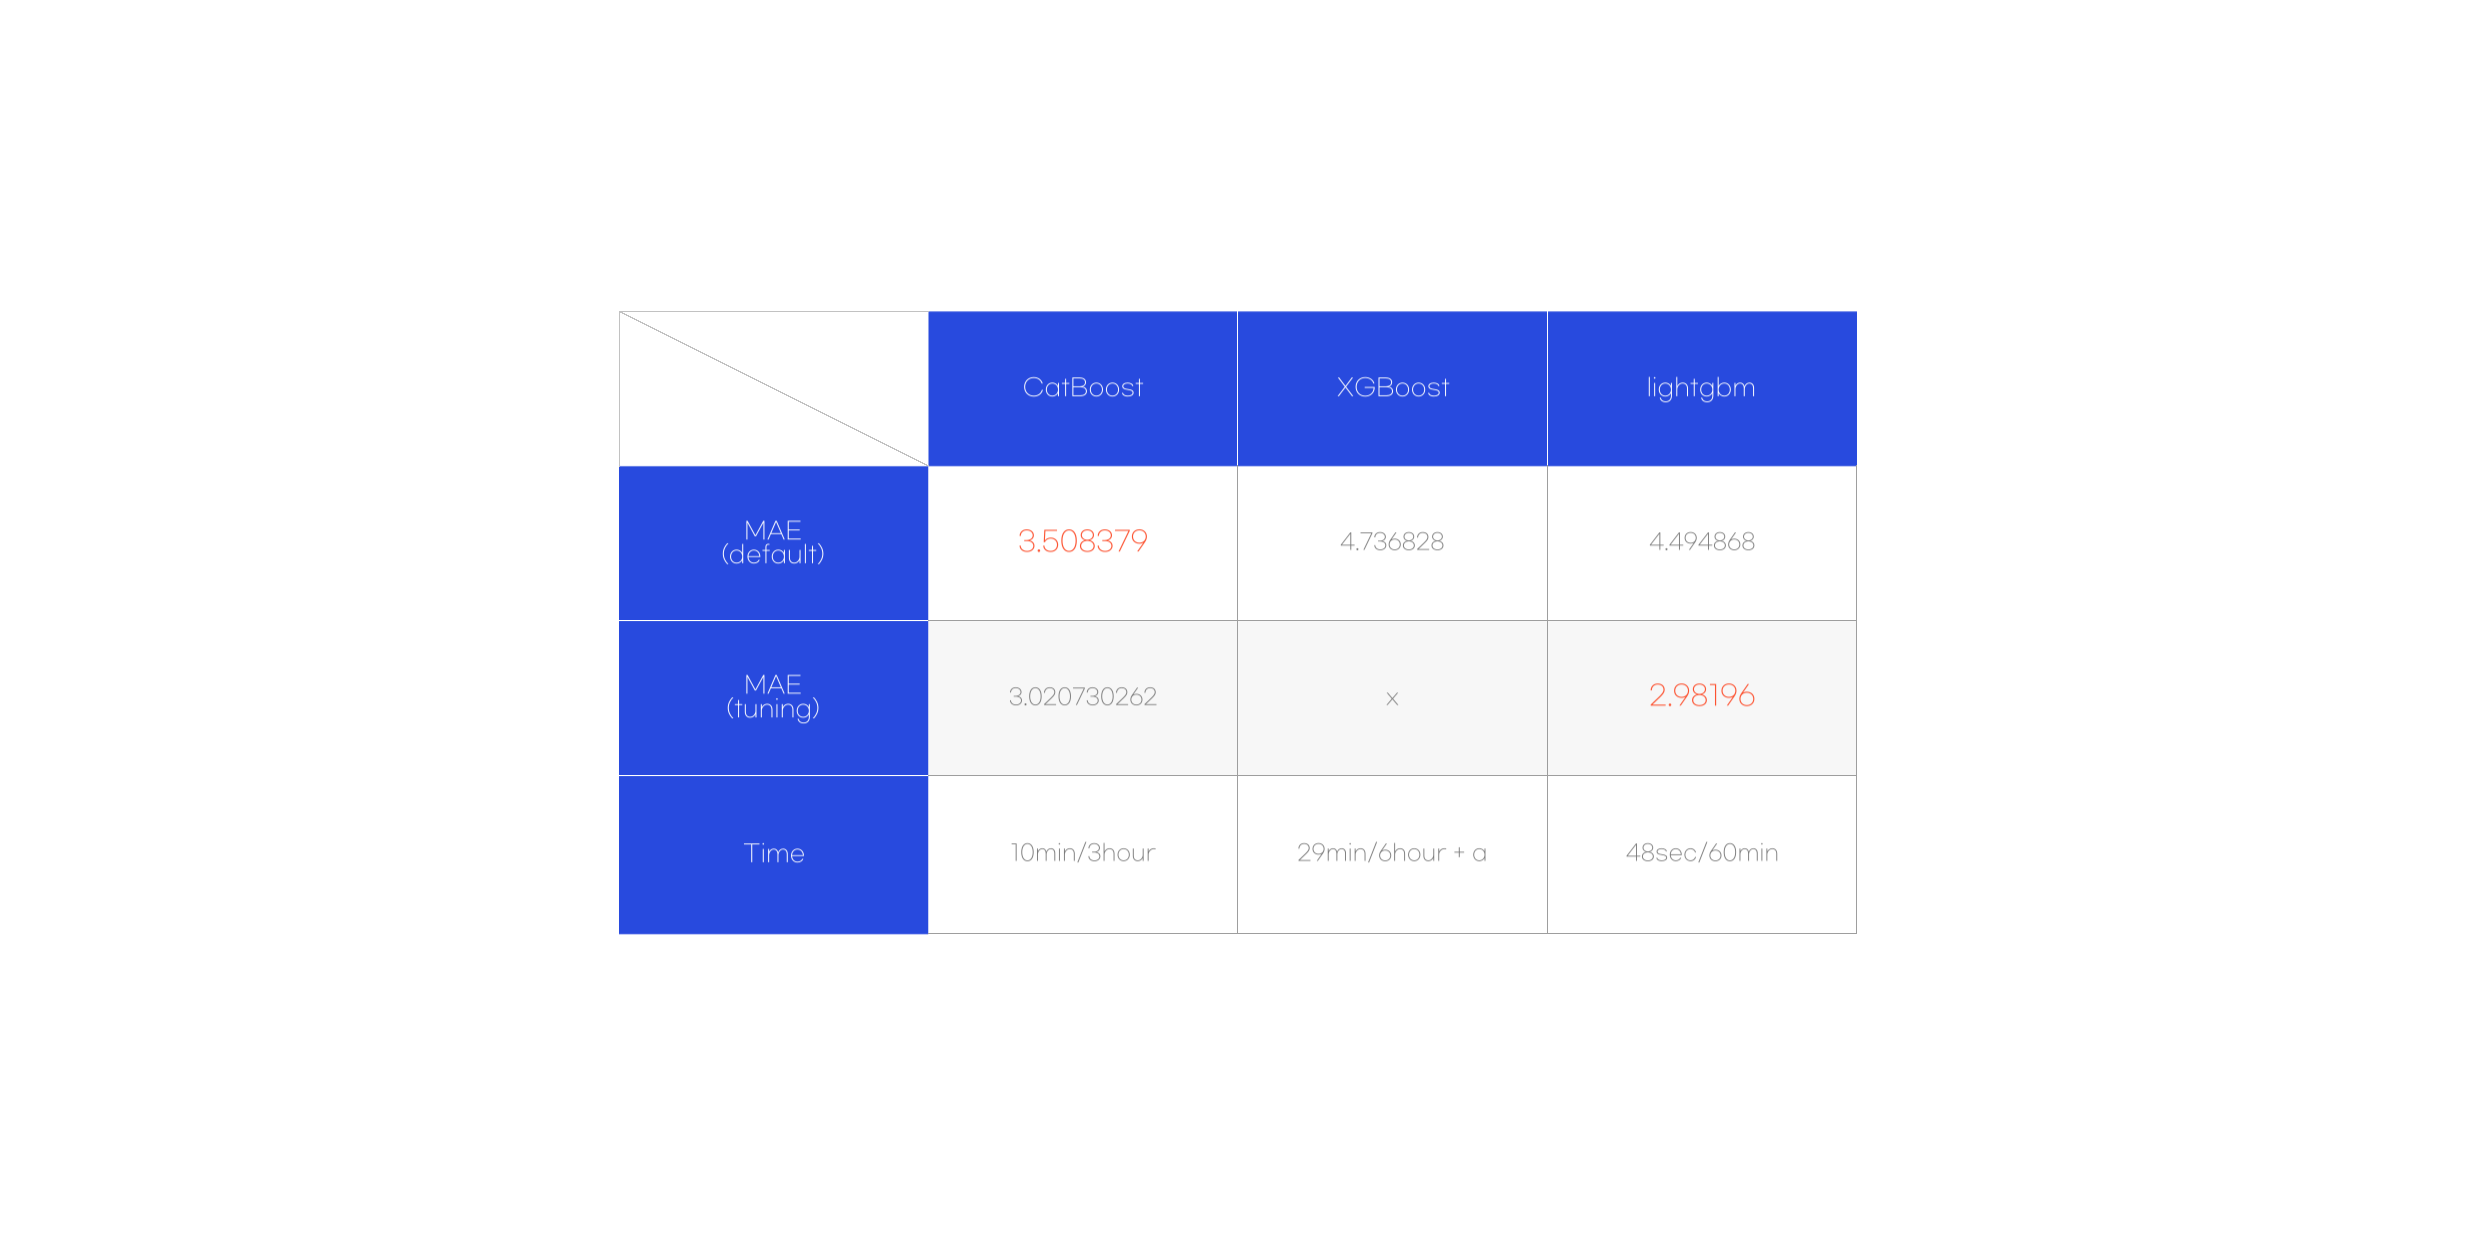 CatBoost XGBoost lightgbm
MAE
(default)
3.508379 4.736828 4.494868
MAE
(tuning)
3.020730262 x 2.98196
Time 10min/3hour 29min/6hour + a 48sec/60min